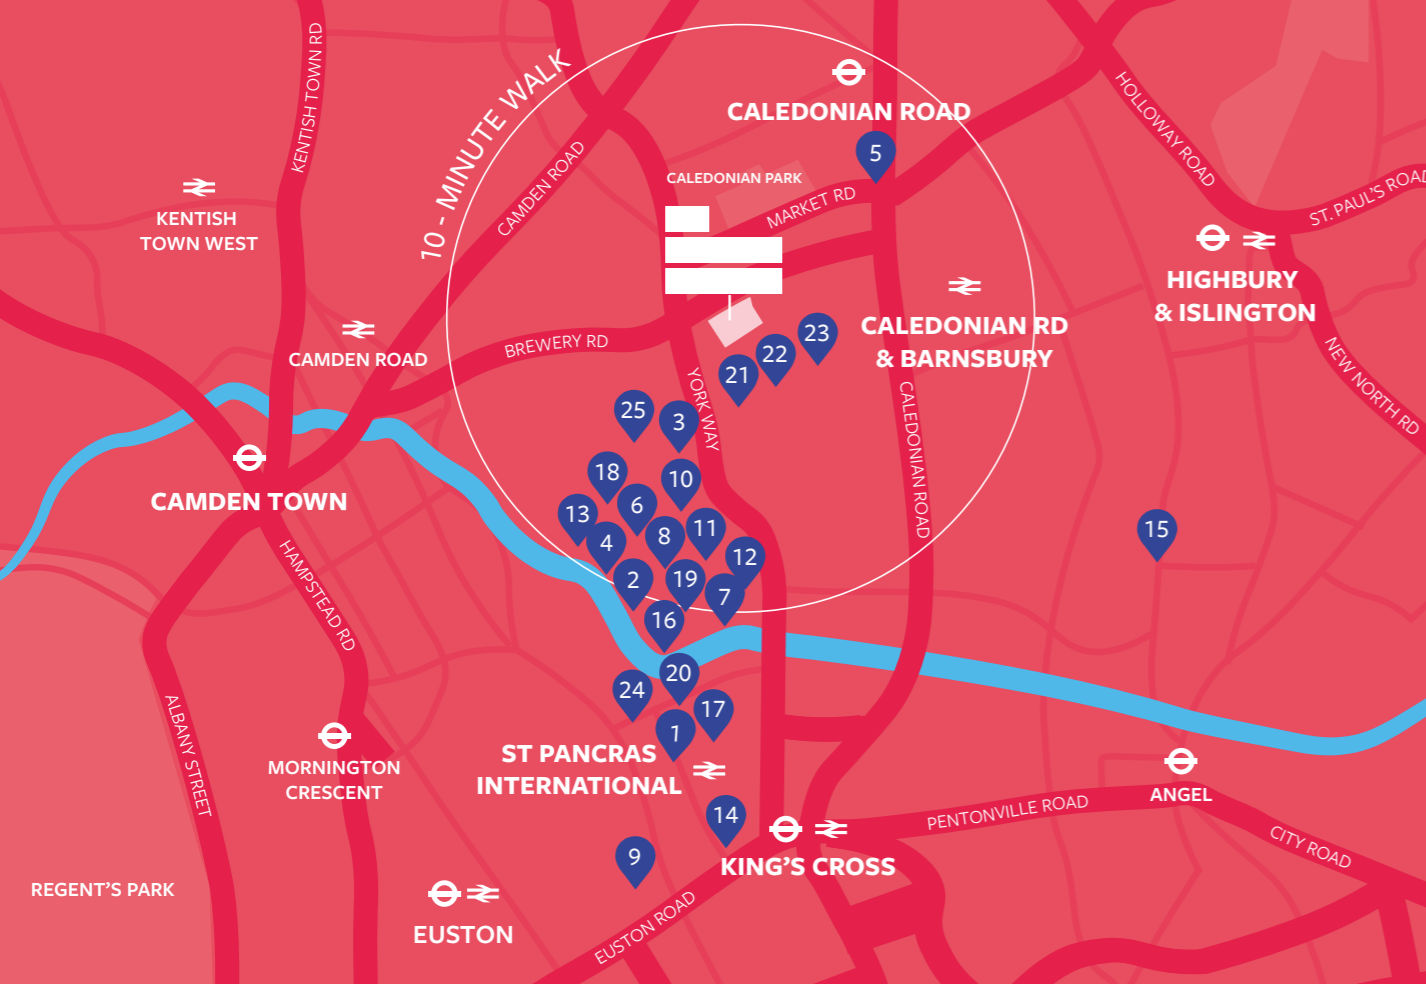 KENTISH TOWN RD
10 - MINUTE WALK
CALEDONIAN ROAD
HOLLOWAY ROAD
5
CAMDEN ROAD
CALEDONIAN PARK
MARKET RD
ST. PAUL'S ROAD
KENTISH
TOWN WEST
HIGHBURY
& ISLINGTON
CALEDONIAN RD
& BARNSBURY
CAMDEN ROAD
BREWERY RD
23
22
21
NEW NORTH RD
YORK WAY
CALEDONIAN ROAD
25
3
18
10
CAMDEN TOWN
6
13
11
15
4
8
12
HAMPSTEAD RD
2
19
7
16
20
24
17
1
ALBANY STREET
MORNINGTON
CRESCENT
ST PANCRAS
INTERNATIONAL
ANGEL
PENTONVILLE ROAD
14
CITY ROAD
9
KING'S CROSS
REGENT'S PARK
EUSTON
EUSTON ROAD